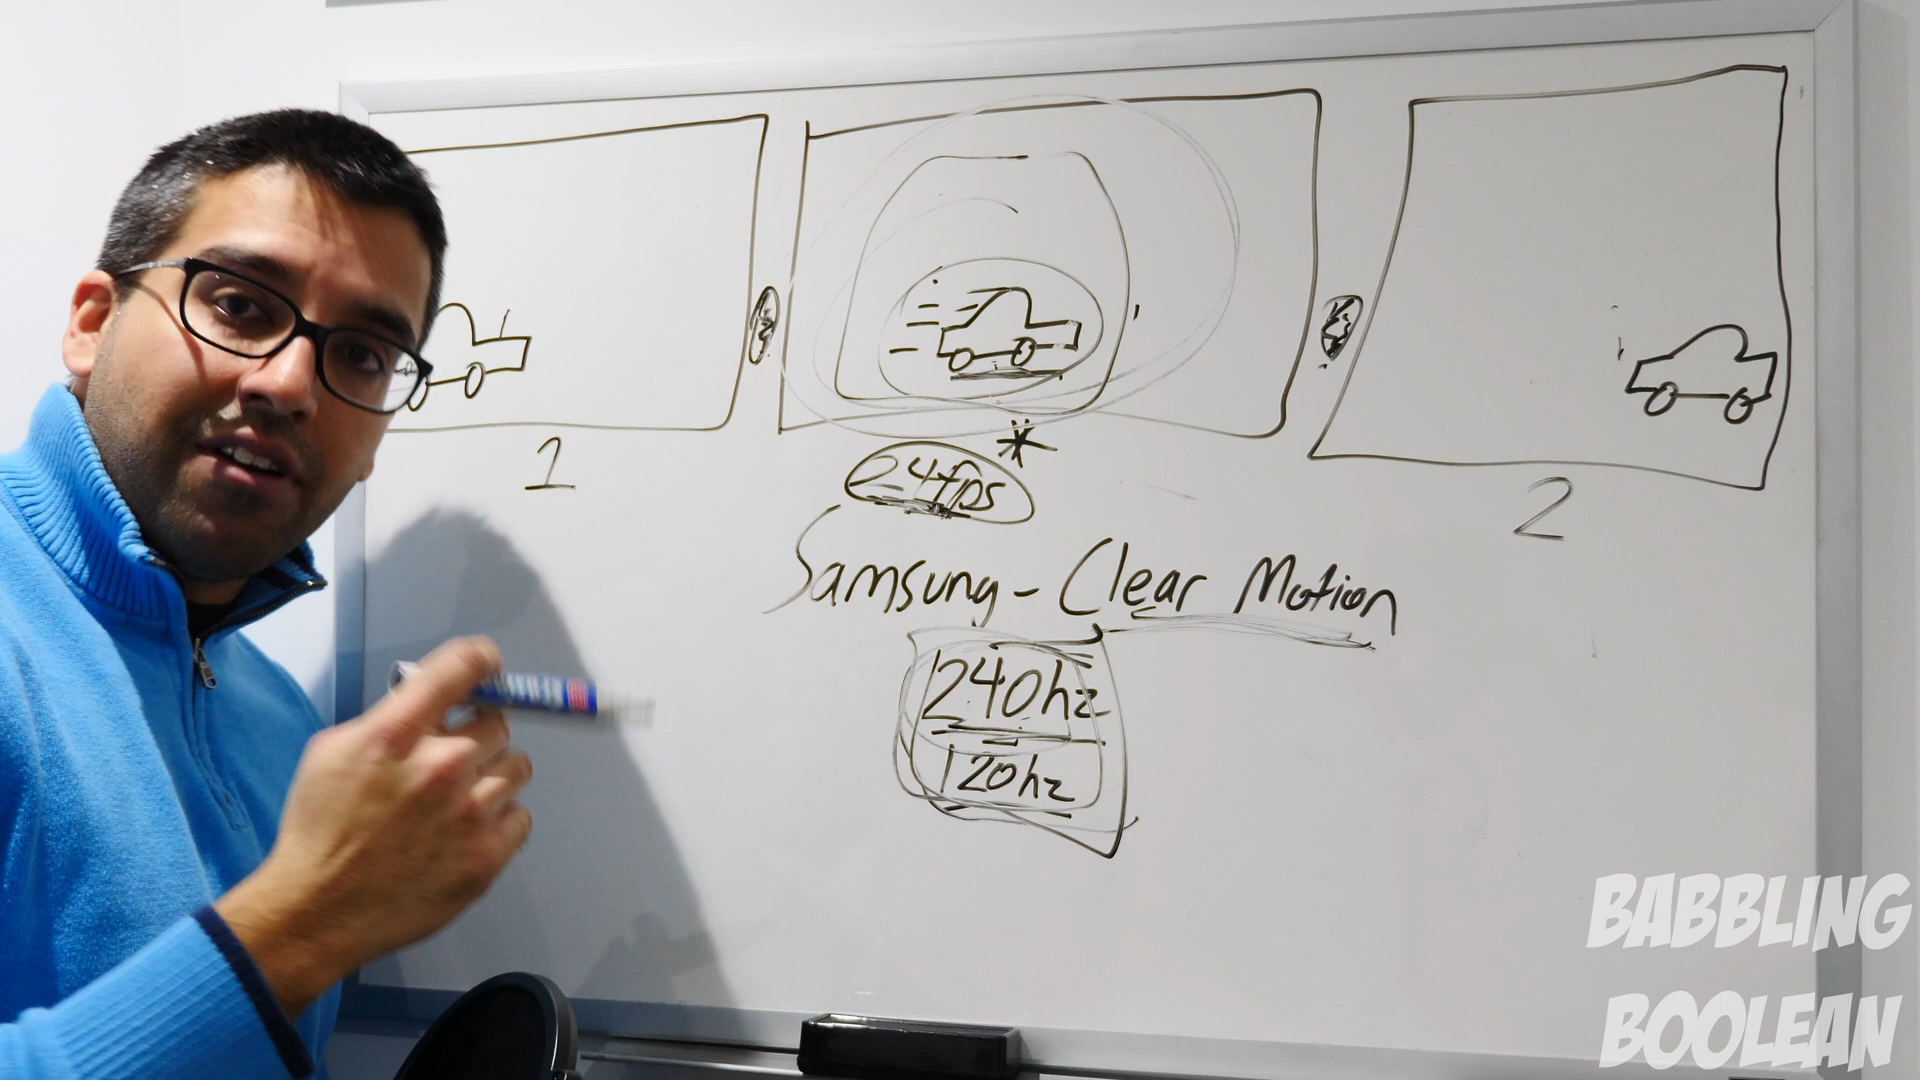 1
*
24fps
2
Samsung - Clear Motion
240hz
120hz
BABBLING
BOOLEAN